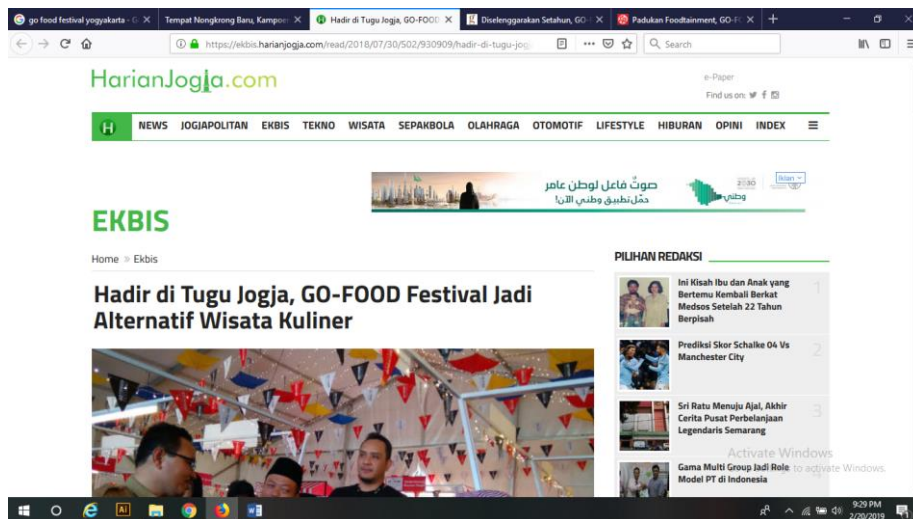 go food festival yogyakarta - G
Tempat Nongkrong Baru, Kampoen
Hadir di Tugu Jogja, GO-FOOD
Diselenggarakan Setahun, GO-
Padukan Foodtainment, GO-F
https://ekbis.harianjogja.com/read/2018/07/30/502/930909/hadir-di-tugu-jog
Search
HarianJogja.com
e-Paper
Find us on:
NEWS JOGJAPOLITAN EKBIS TEKNO WISATA SEPAKBOLA OLAHRAGA OTOMOTIF LIFESTYLE HIBURAN OPINI INDEX
صوتٌ فاعل لوطن عامر
حمّل تطبيق وطني الآن!
وطني
2030
Iklan
EKBIS
Home » Ekbis
Hadir di Tugu Jogja, GO-FOOD Festival Jadi
Alternatif Wisata Kuliner
PILIHAN REDAKSI
Ini Kisah Ibu dan Anak yang
Bertemu Kembali Berkat
Medsos Setelah 22 Tahun
Berpisah
1
Prediksi Skor Schalke 04 Vs
Manchester City
2
Sri Ratu Menuju Ajal, Akhir
Cerita Pusat Perbelanjaan
Legendaris Semarang
3
Gama Multi Group Jadi Role
Model PT di Indonesia
Activate Windows
to activate Windows.
9:29 PM
2/20/2019